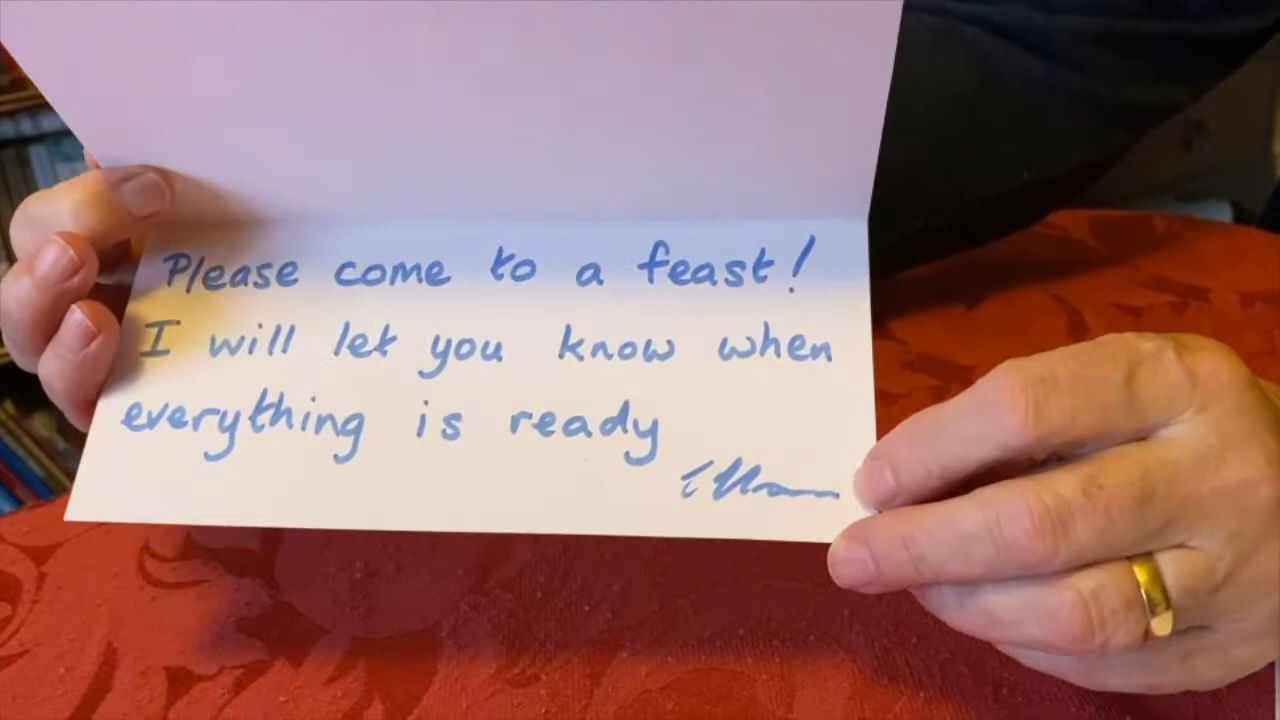 Please come to a feast!
I will let you know when
everything is ready